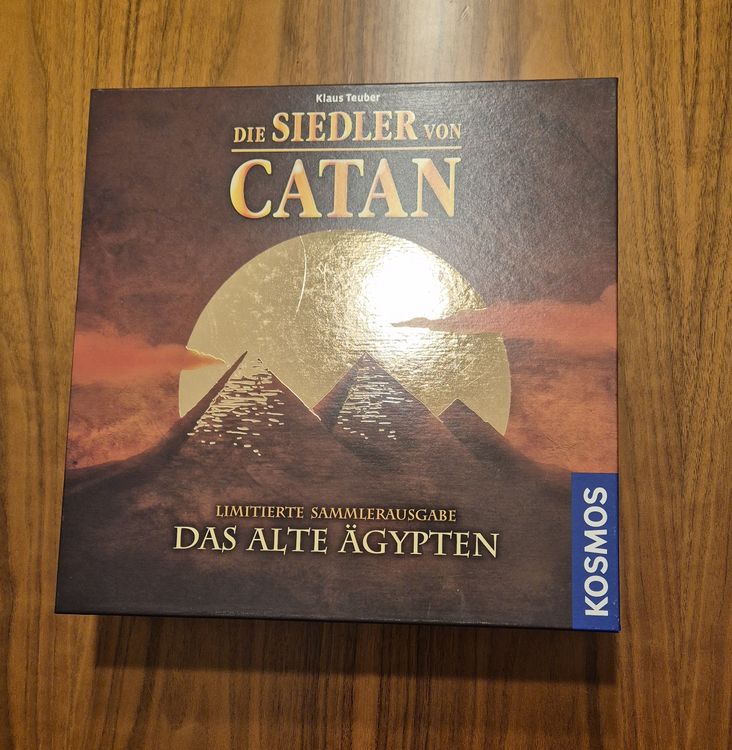 Klaus Teuber
DIE SIEDLER VON
CATAN
LIMITIERTE SAMMLERAUSGABE
DAS ALTE ÄGYPTEN
KOSMOS